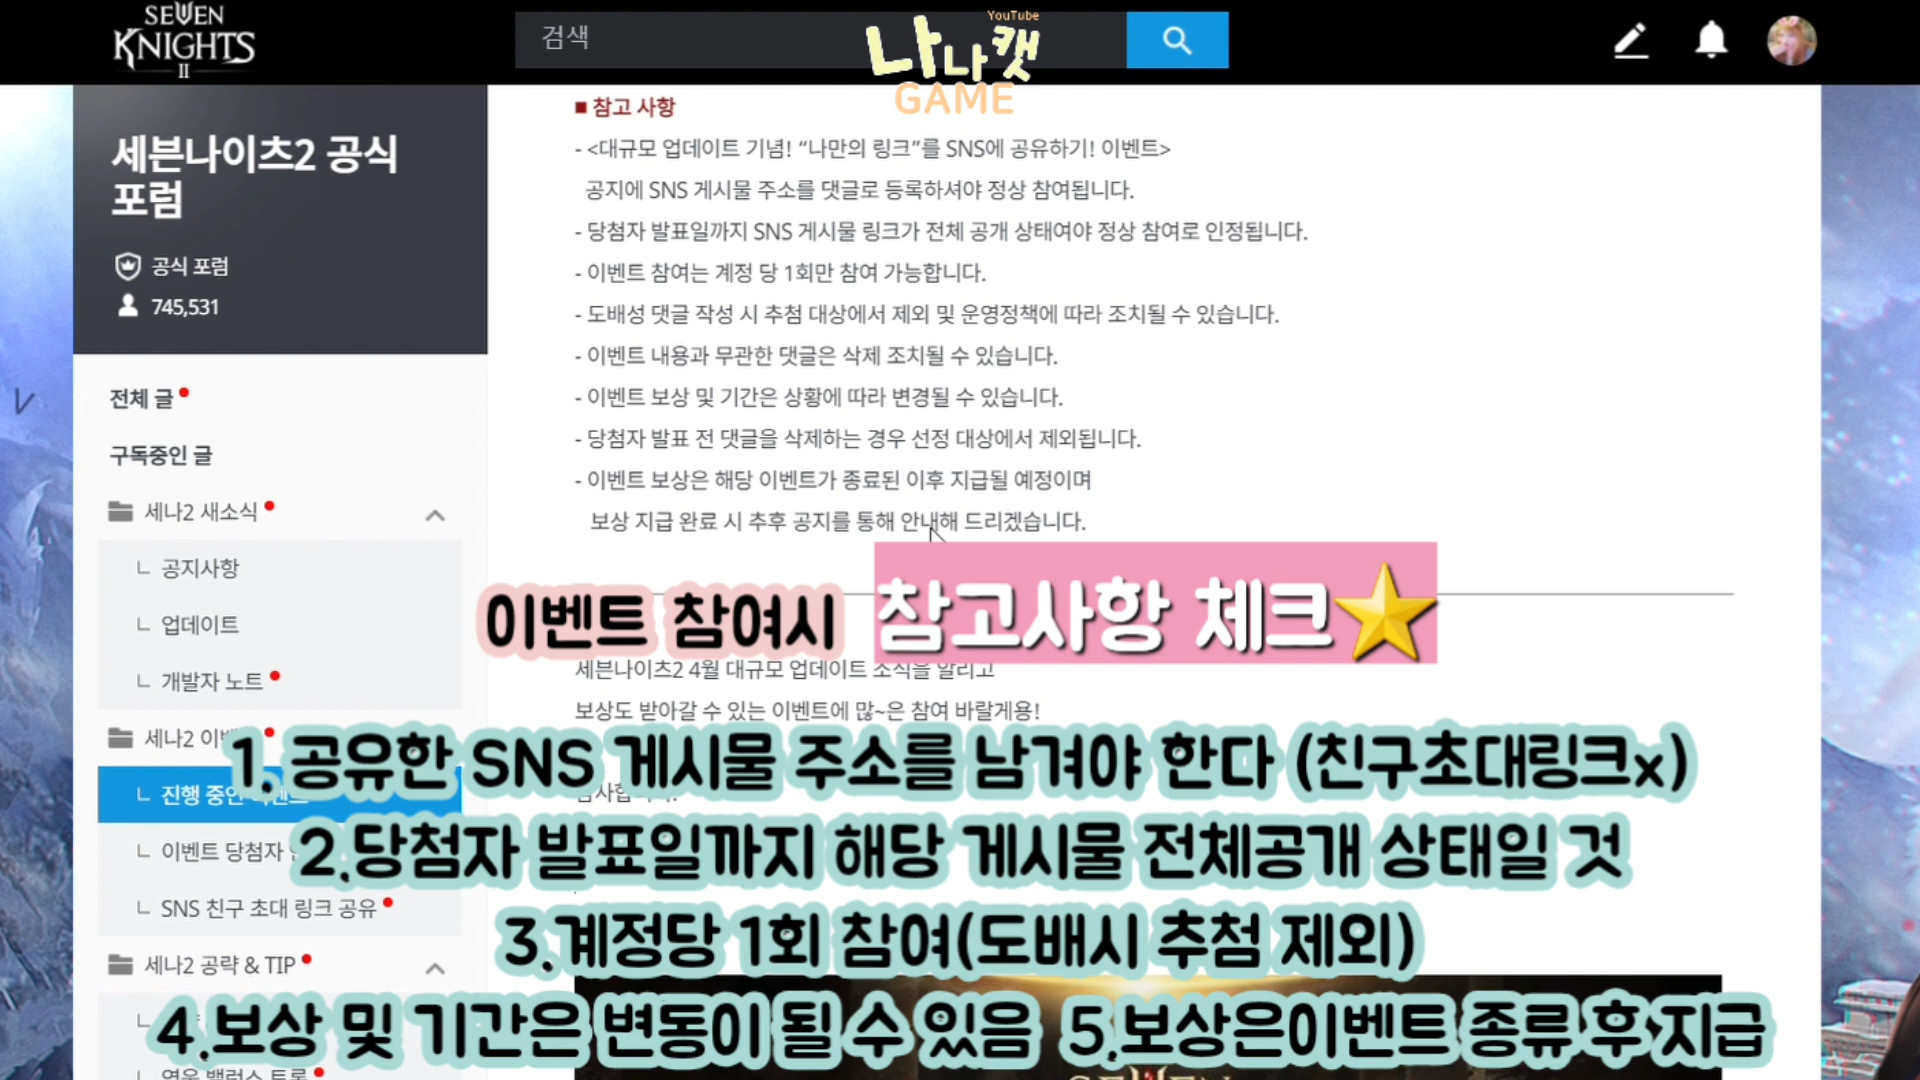 SEVEN
KNIGHTS
II
검색
YouTube
나나캣
GAME
세븐나이츠2 공식
포럼
공식 포럼
745,531
전체 글
구독중인 글
세나2 새소식
ㄴ 공지사항
ㄴ 업데이트
ㄴ 개발자 노트
세나2 이벤
ㄴ 진행 중인
ㄴ 이벤트 당첨자
ㄴ SNS 친구 초대 링크 공유
세나2 공략 & TIP
■ 참고 사항
- <대규모 업데이트 기념! “나만의 링크”를 SNS에 공유하기! 이벤트>
공지에 SNS 게시물 주소를 댓글로 등록하셔야 정상 참여됩니다.
- 당첨자 발표일까지 SNS 게시물 링크가 전체 공개 상태여야 정상 참여로 인정됩니다.
- 이벤트 참여는 계정 당 1회만 참여 가능합니다.
- 도배성 댓글 작성 시 추첨 대상에서 제외 및 운영정책에 따라 조치될 수 있습니다.
- 이벤트 내용과 무관한 댓글은 삭제 조치될 수 있습니다.
- 이벤트 보상 및 기간은 상황에 따라 변경될 수 있습니다.
- 당첨자 발표 전 댓글을 삭제하는 경우 선정 대상에서 제외됩니다.
- 이벤트 보상은 해당 이벤트가 종료된 이후 지급될 예정이며
보상 지급 완료 시 추후 공지를 통해 안내해 드리겠습니다.
이벤트 참여시 참고사항 체크
세븐나이츠2 4월 대규모 업데이트 소식을 알리고
보상도 받아갈 수 있는 이벤트에 많~은 참여 바랄게용!
1. 공유한 SNS 게시물 주소를 남겨야 한다 (친구초대링크x)
2.당첨자 발표일까지 해당 게시물 전체공개 상태일 것
3.계정당 1회 참여(도배시 추첨 제외)
4.보상 및 기간은 변동이 될 수 있음 5.보상은이벤트 종류 후 지급